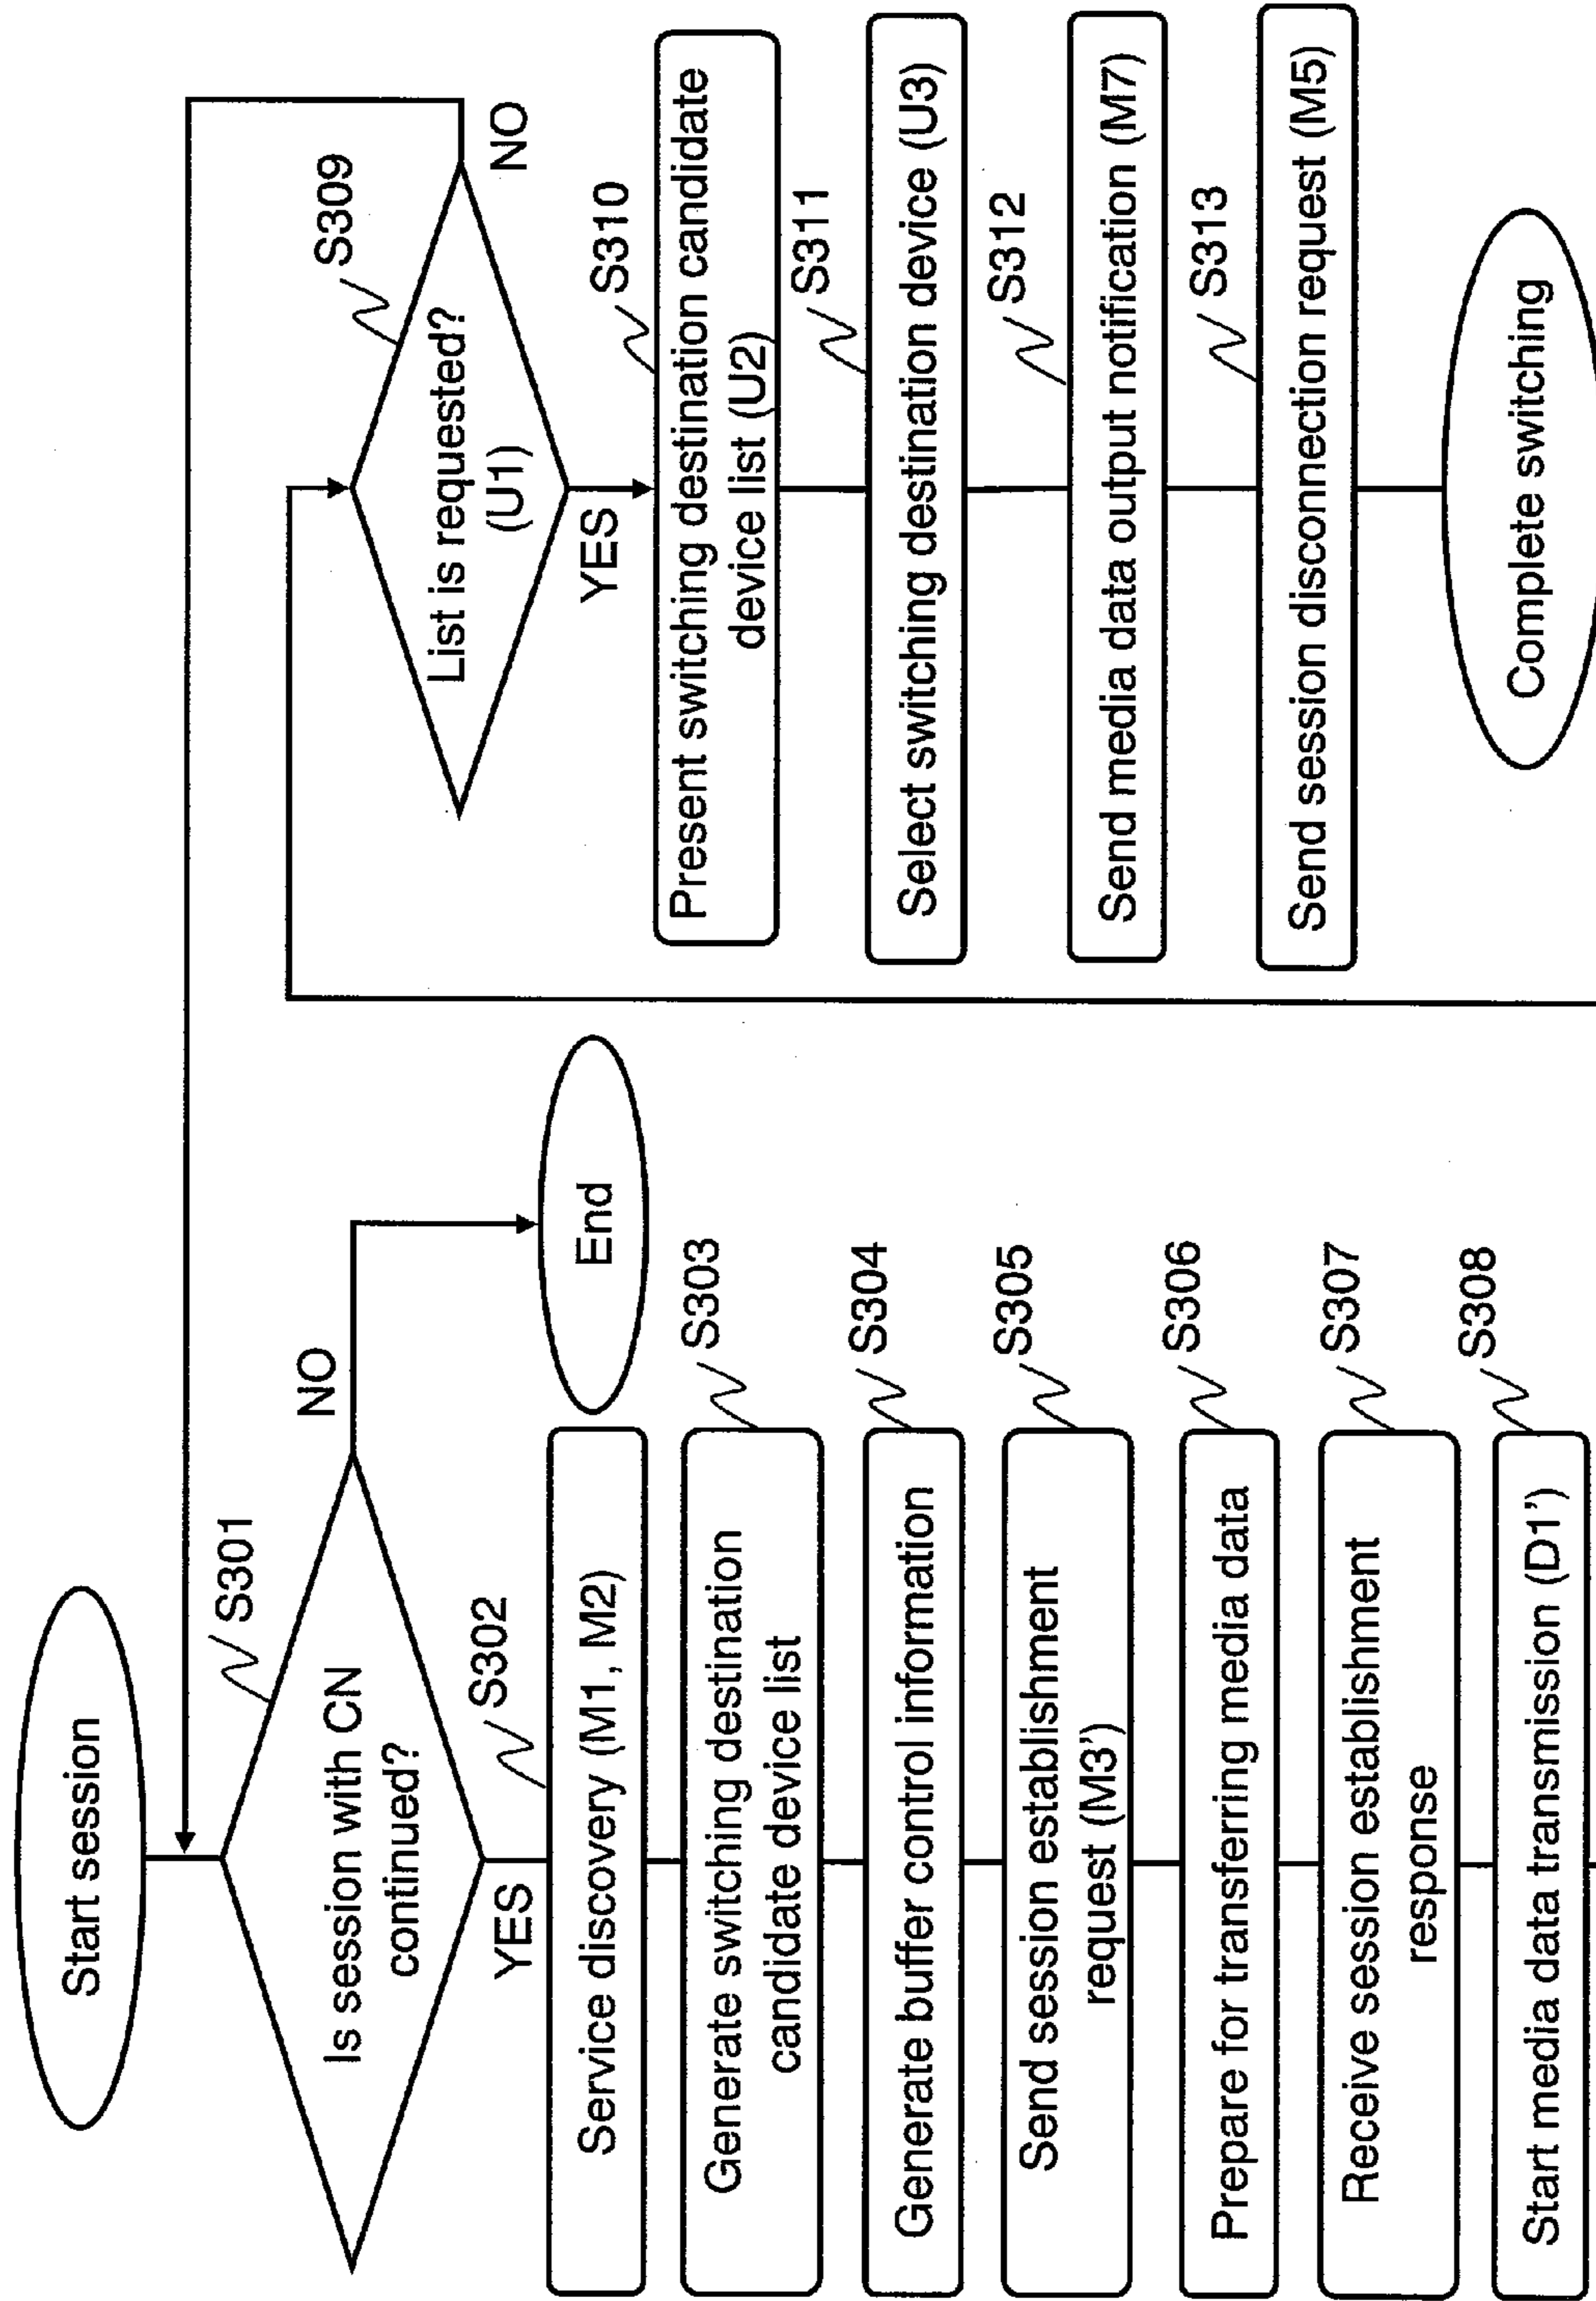 Start session
S301
Is session with CN
continued?
NO
End
YES
S302
Service discovery (M1, M2)
S303
Generate switching destination
candidate device list
S304
Generate buffer control information
S305
Send session establishment
request (M3')
S306
Prepare for transferring media data
S307
Receive session establishment
response
S308
Start media data transmission (D1')
S309
List is requested?
(U1)
NO
YES
S310
Present switching destination candidate
device list (U2)
S311
Select switching destination device (U3)
S312
Send media data output notification (M7)
S313
Send session disconnection request (M5)
Complete switching